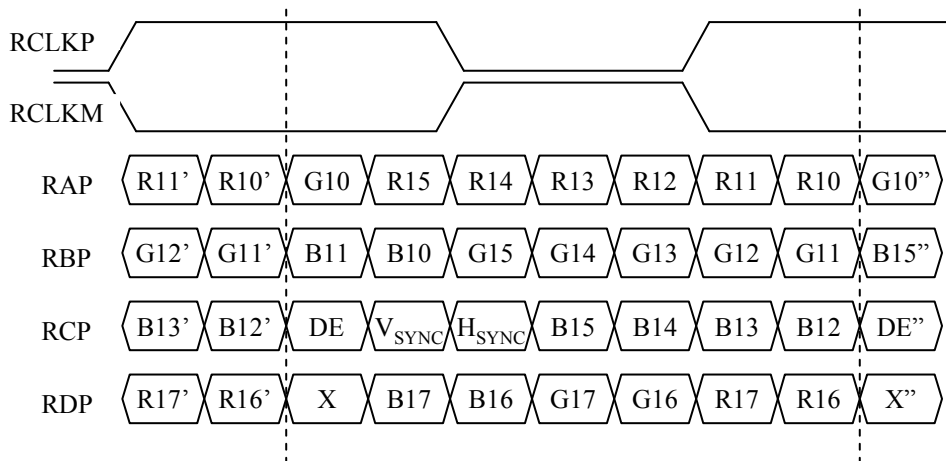 RCLKP
RCLKM
RAP R11’ R10’ G10 R15 R14 R13 R12 R11 R10 G10”
RBP G12’ G11’ B11 B10 G15 G14 G13 G12 G11 B15”
RCP B13’ B12’ DE VSYNC HSYNC B15 B14 B13 B12 DE”
RDP R17’ R16’ X B17 B16 G17 G16 R17 R16 X”